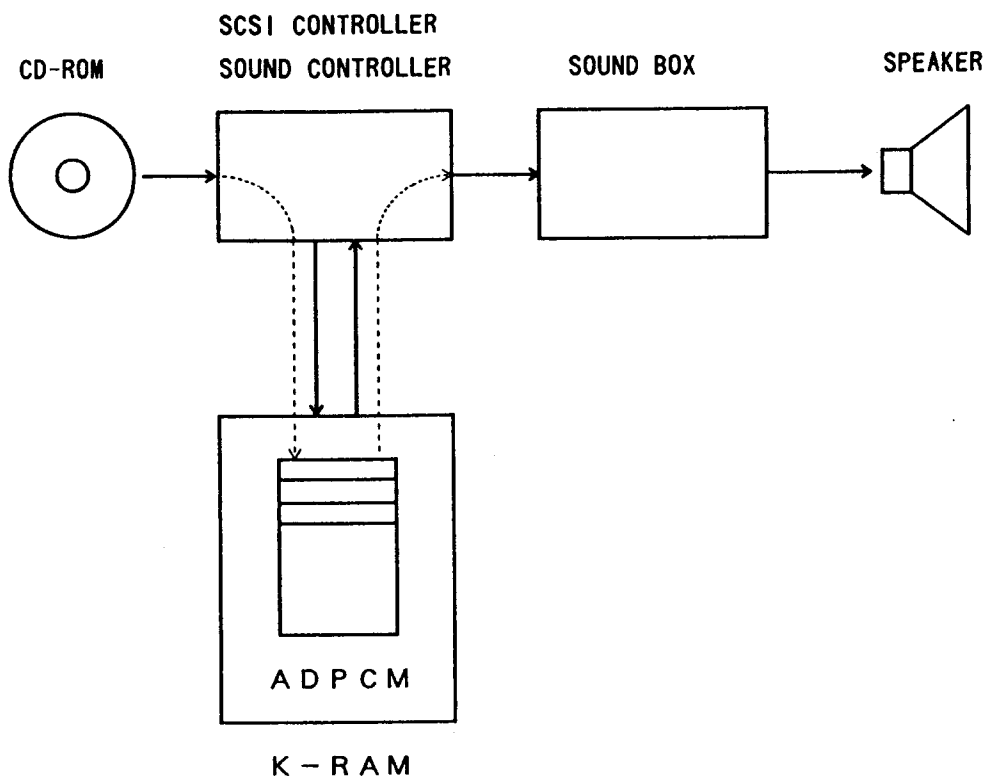 SCSI CONTROLLER
CD-ROM
SOUND CONTROLLER
SOUND BOX
SPEAKER
ADPCM
K-RAM